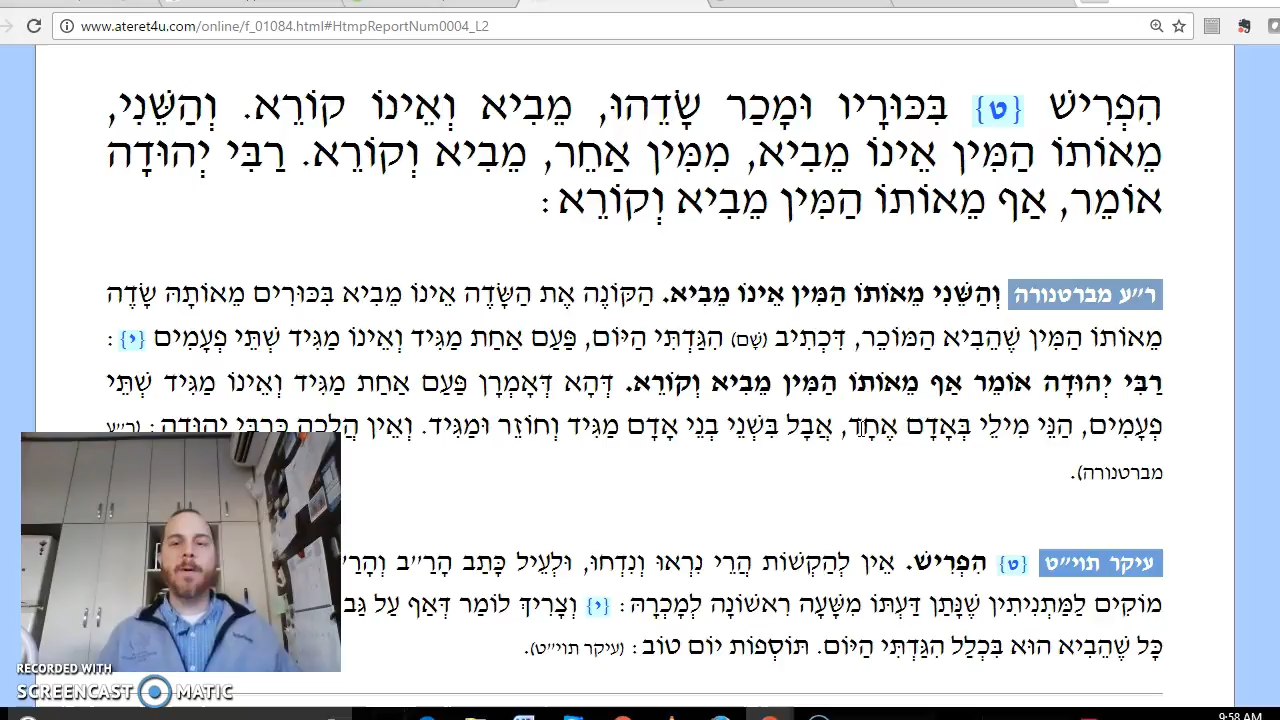 www.ateret4u.com/online/f_01084.html#HtmpReportNum0004_L2
הִפְרִישׁ {ט} בִּכּוּרָיו וּמָכַר שָׂדֵהוּ, מֵבִיא וְאֵינוֹ קוֹרֵא. וְהַשֵּׁנִי,
מֵאוֹתוֹ הַמִּין אֵינוֹ מֵבִיא, מִמִּין אַחֵר, מֵבִיא וְקוֹרֵא. רַבִּי יְהוּדָה
אוֹמֵר, אַף מֵאוֹתוֹ הַמִּין מֵבִיא וְקוֹרֵא:
ר״ע מברטנורה וְהַשֵּׁנִי מֵאוֹתוֹ הַמִּין אֵינוֹ מֵבִיא. הַקּוֹנֶה אֶת הַשָּׂדֶה אֵינוֹ מֵבִיא בִּכּוּרִים מֵאוֹתָהּ שָׂדֶה
מֵאוֹתוֹ הַמִּין שֶׁהֵבִיא הַמּוֹכֵר, דִּכְתִיב (שָׁם) הִגַּדְתִּי הַיּוֹם, פַּעַם אַחַת מַגִּיד וְאֵינוֹ מַגִּיד שְׁתֵּי פְעָמִים {י}:
רַבִּי יְהוּדָה אוֹמֵר אַף מֵאוֹתוֹ הַמִּין מֵבִיא וְקוֹרֵא. דְּהָא דְּאָמְרָן פַּעַם אַחַת מַגִּיד וְאֵינוֹ מַגִּיד שְׁתֵּי
פְעָמִים, הַנֵּי מִילֵי בְּאָדָם אֶחָד, אֲבָל בִּשְׁנֵי בְנֵי אָדָם מַגִּיד וְחוֹזֵר וּמַגִּיד. וְאֵין הֲלָכָה כְּרַבִּי יְהוּדָה: (ר״ע
מברטנורה).
עיקר תוי״ט {ט} הִפְרִישׁ. אֵין לְהַקְשׁוֹת הֲרֵי נִרְאוּ וְנִדְחוּ, וּלְעֵיל כָּתַב הָר״ב וְהָר״
מוֹקִים לַמַּתְנִיתִין שֶׁנָּתַן דַּעְתּוֹ מִשָּׁעָה רִאשׁוֹנָה לְמָכְרָהּ: {י} וְצָרִיךְ לוֹמַר דְּאַף עַל גַּב
כָּל שֶׁהֵבִיא הוּא בִּכְלַל הִגַּדְתִּי הַיּוֹם. תּוֹסְפוֹת יוֹם טוֹב: (עיקר תוי״ט).
RECORDED WITH
SCREENCAST MATIC
9:58 AM